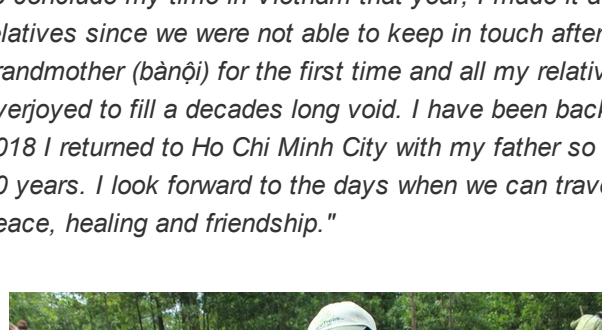 conclude my time in Vietnam that year, I made it a
elatives since we were not able to keep in touch after
randmother (bànội) for the first time and all my relativ
verjoyed to fill a decades long void. I have been back
018 I returned to Ho Chi Minh City with my father so
0 years. I look forward to the days when we can trave
eace, healing and friendship."